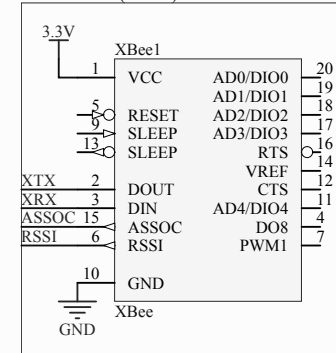 3.3V
XBee1
1 VCC AD0/DIO0 20
AD1/DIO1 19
5 RESET AD2/DIO2 18
9 SLEEP AD3/DIO3 17
13 SLEEP RTS 16
VREF 14
XTX 2 DOUT CTS 12
XRX 3 DIN AD4/DIO4 11
ASSOC 15 ASSOC DO8 4
RSSI 6 RSSI PWM1 7
10 GND
XBee
GND